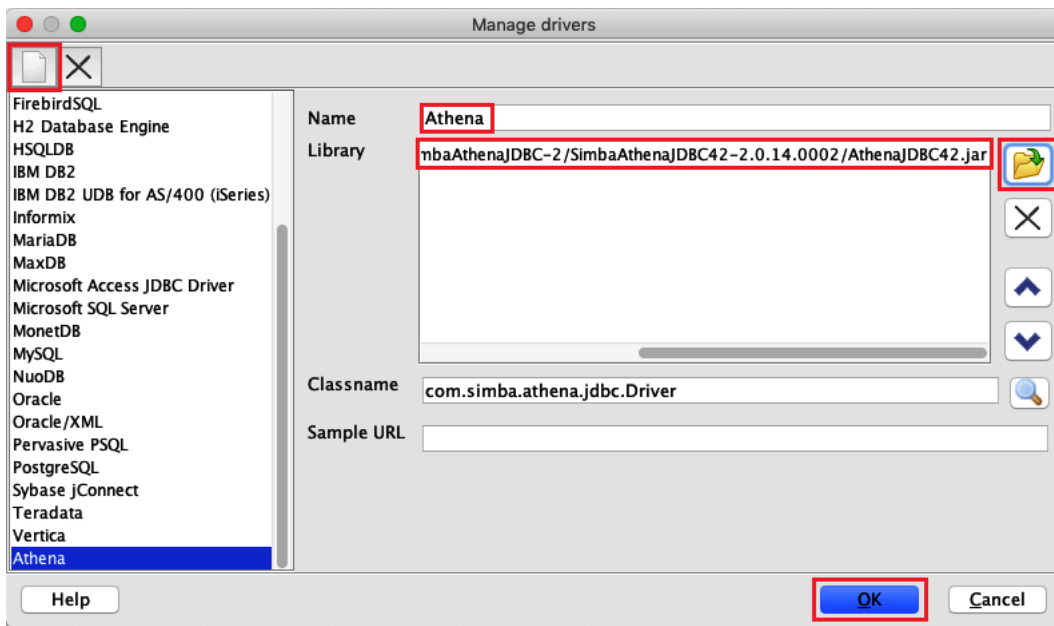 Manage drivers
FirebirdSQL
H2 Database Engine
HSQLDB
IBM DB2
IBM DB2 UDB for AS/400 (iSeries)
Informix
MariaDB
MaxDB
Microsoft Access JDBC Driver
Microsoft SQL Server
MonetDB
MySQL
NuoDB
Oracle
Oracle/XML
Pervasive PSQL
PostgreSQL
Sybase jConnect
Teradata
Vertica
Athena
Name Athena
Library mbaAthenaJDBC-2/SimbaAthenaJDBC42-2.0.14.0002/AthenaJDBC42.jar
Classname com.simba.athena.jdbc.Driver
Sample URL
Help OK Cancel